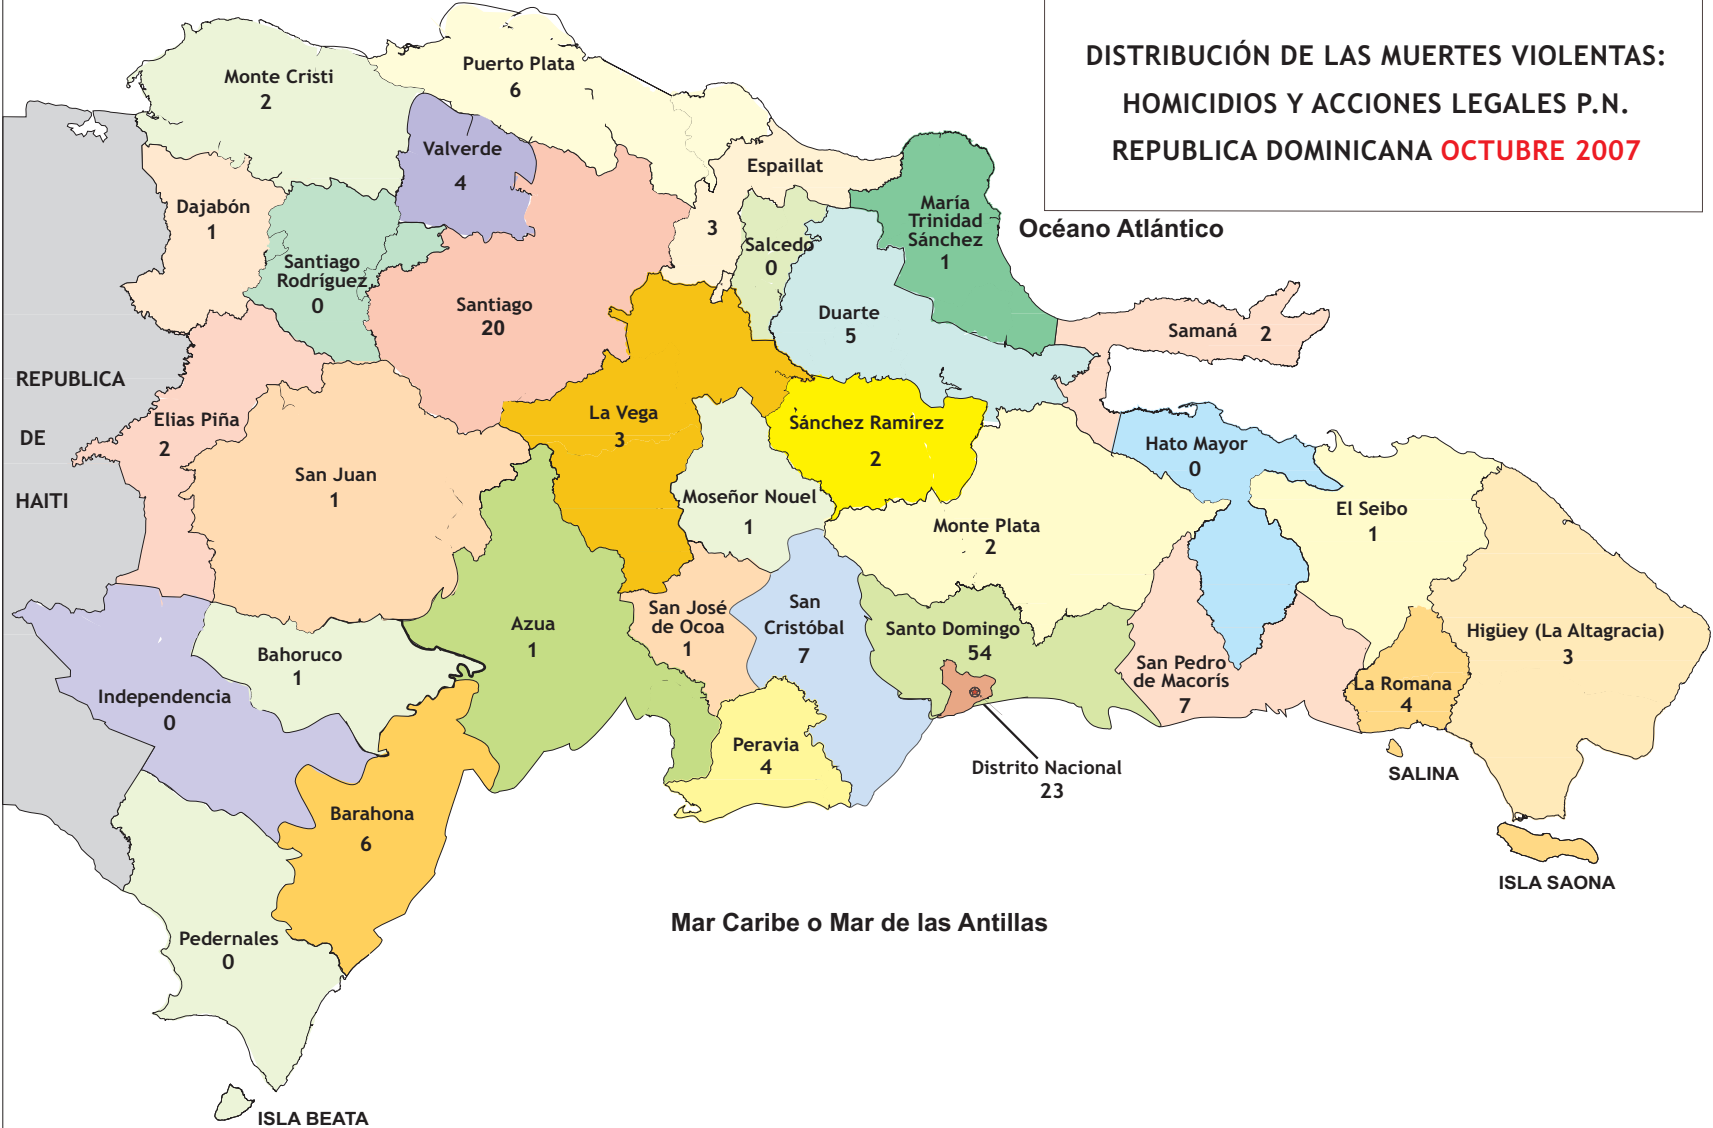 DISTRIBUCIÓN DE LAS MUERTES VIOLENTAS:
HOMICIDIOS Y ACCIONES LEGALES P.N.
REPUBLICA DOMINICANA OCTUBRE 2007
Monte Cristi
2
Puerto Plata
6
Valverde
4
Espaillat
3
Dajabón
1
Santiago
Rodríguez
0
Santiago
20
Salcedo
0
María
Trinidad
Sánchez
1
Océano Atlántico
Duarte
5
Samaná 2
REPUBLICA
DE
HAITI
Elias Piña
2
San Juan
1
La Vega
3
Sánchez Ramírez
2
Moseñor Nouel
1
Hato Mayor
0
Monte Plata
2
El Seibo
1
Azua
1
San José
de Ocoa
1
San
Cristóbal
7
Santo Domingo
54
Higüey (La Altagracia)
3
San Pedro
de Macorís
7
La Romana
4
Bahoruco
1
Independencia
0
Peravia
4
Distrito Nacional
23
SALINA
Barahona
6
ISLA SAONA
Pedernales
0
Mar Caribe o Mar de las Antillas
ISLA BEATA